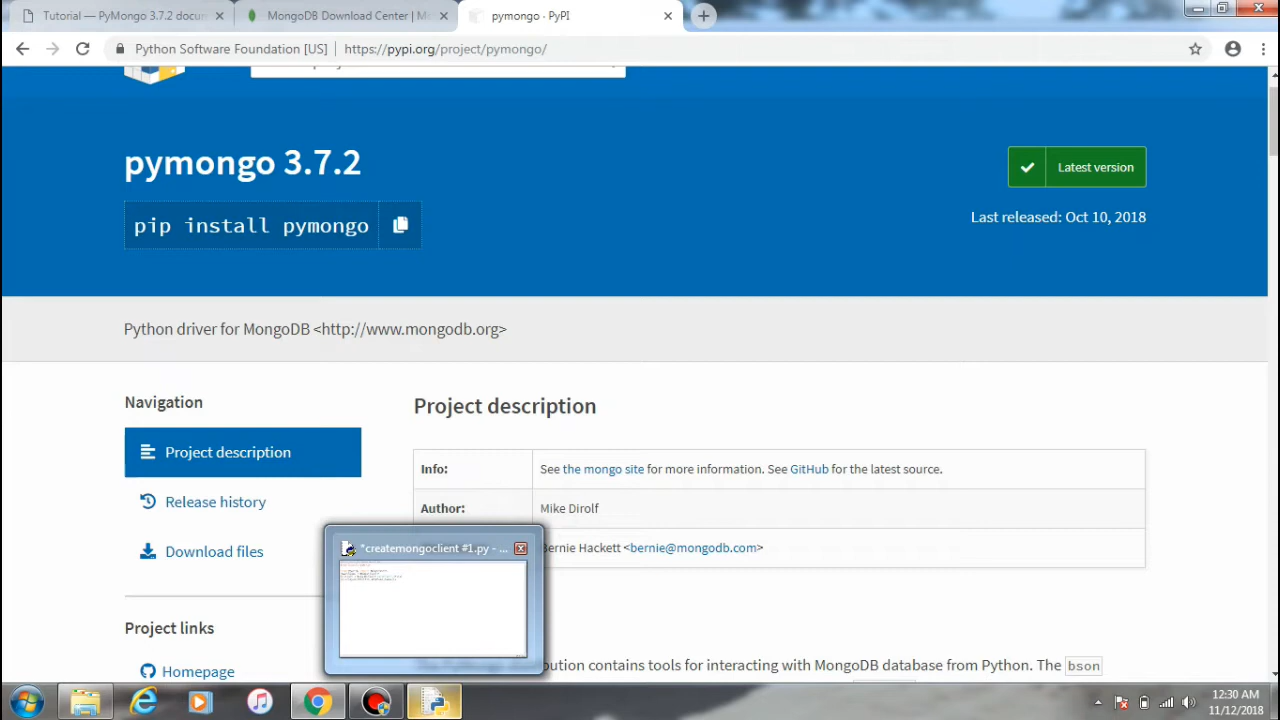 Tutorial — PyMongo 3.7.2 docum
MongoDB Download Center | Mo
pymongo · PyPI
Python Software Foundation [US] | https://pypi.org/project/pymongo/
pymongo 3.7.2
Latest version
pip install pymongo
Last released: Oct 10, 2018
Python driver for MongoDB <http://www.mongodb.org>
Navigation
Project description
Project description
Info:
See the mongo site for more information. See GitHub for the latest source.
Release history
Author:
Mike Dirolf
Download files
*createmongoclient #1.py - ...
Bernie Hackett <bernie@mongodb.com>
Project links
Homepage
distribution contains tools for interacting with MongoDB database from Python. The bson
12:30 AM
11/12/2018